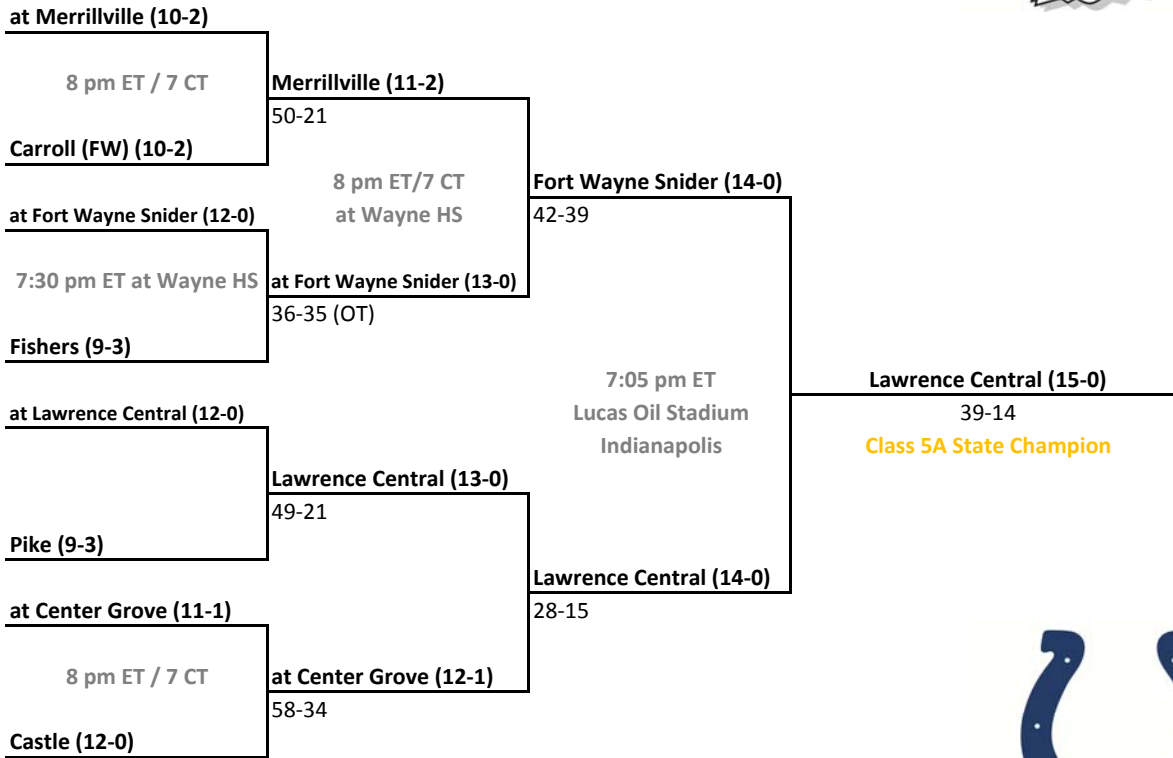 at Merrillville (10-2)
8 pm ET / 7 CT
Merrillville (11-2)
50-21
Carroll (FW) (10-2)
8 pm ET/7 CT
at Wayne HS
Fort Wayne Snider (14-0)
42-39
at Fort Wayne Snider (12-0)
7:30 pm ET at Wayne HS
at Fort Wayne Snider (13-0)
36-35 (OT)
Fishers (9-3)
7:05 pm ET
Lucas Oil Stadium
Indianapolis
Lawrence Central (15-0)
39-14
Class 5A State Champion
at Lawrence Central (12-0)
Lawrence Central (13-0)
49-21
Pike (9-3)
Lawrence Central (14-0)
28-15
at Center Grove (11-1)
8 pm ET / 7 CT
at Center Grove (12-1)
58-34
Castle (12-0)